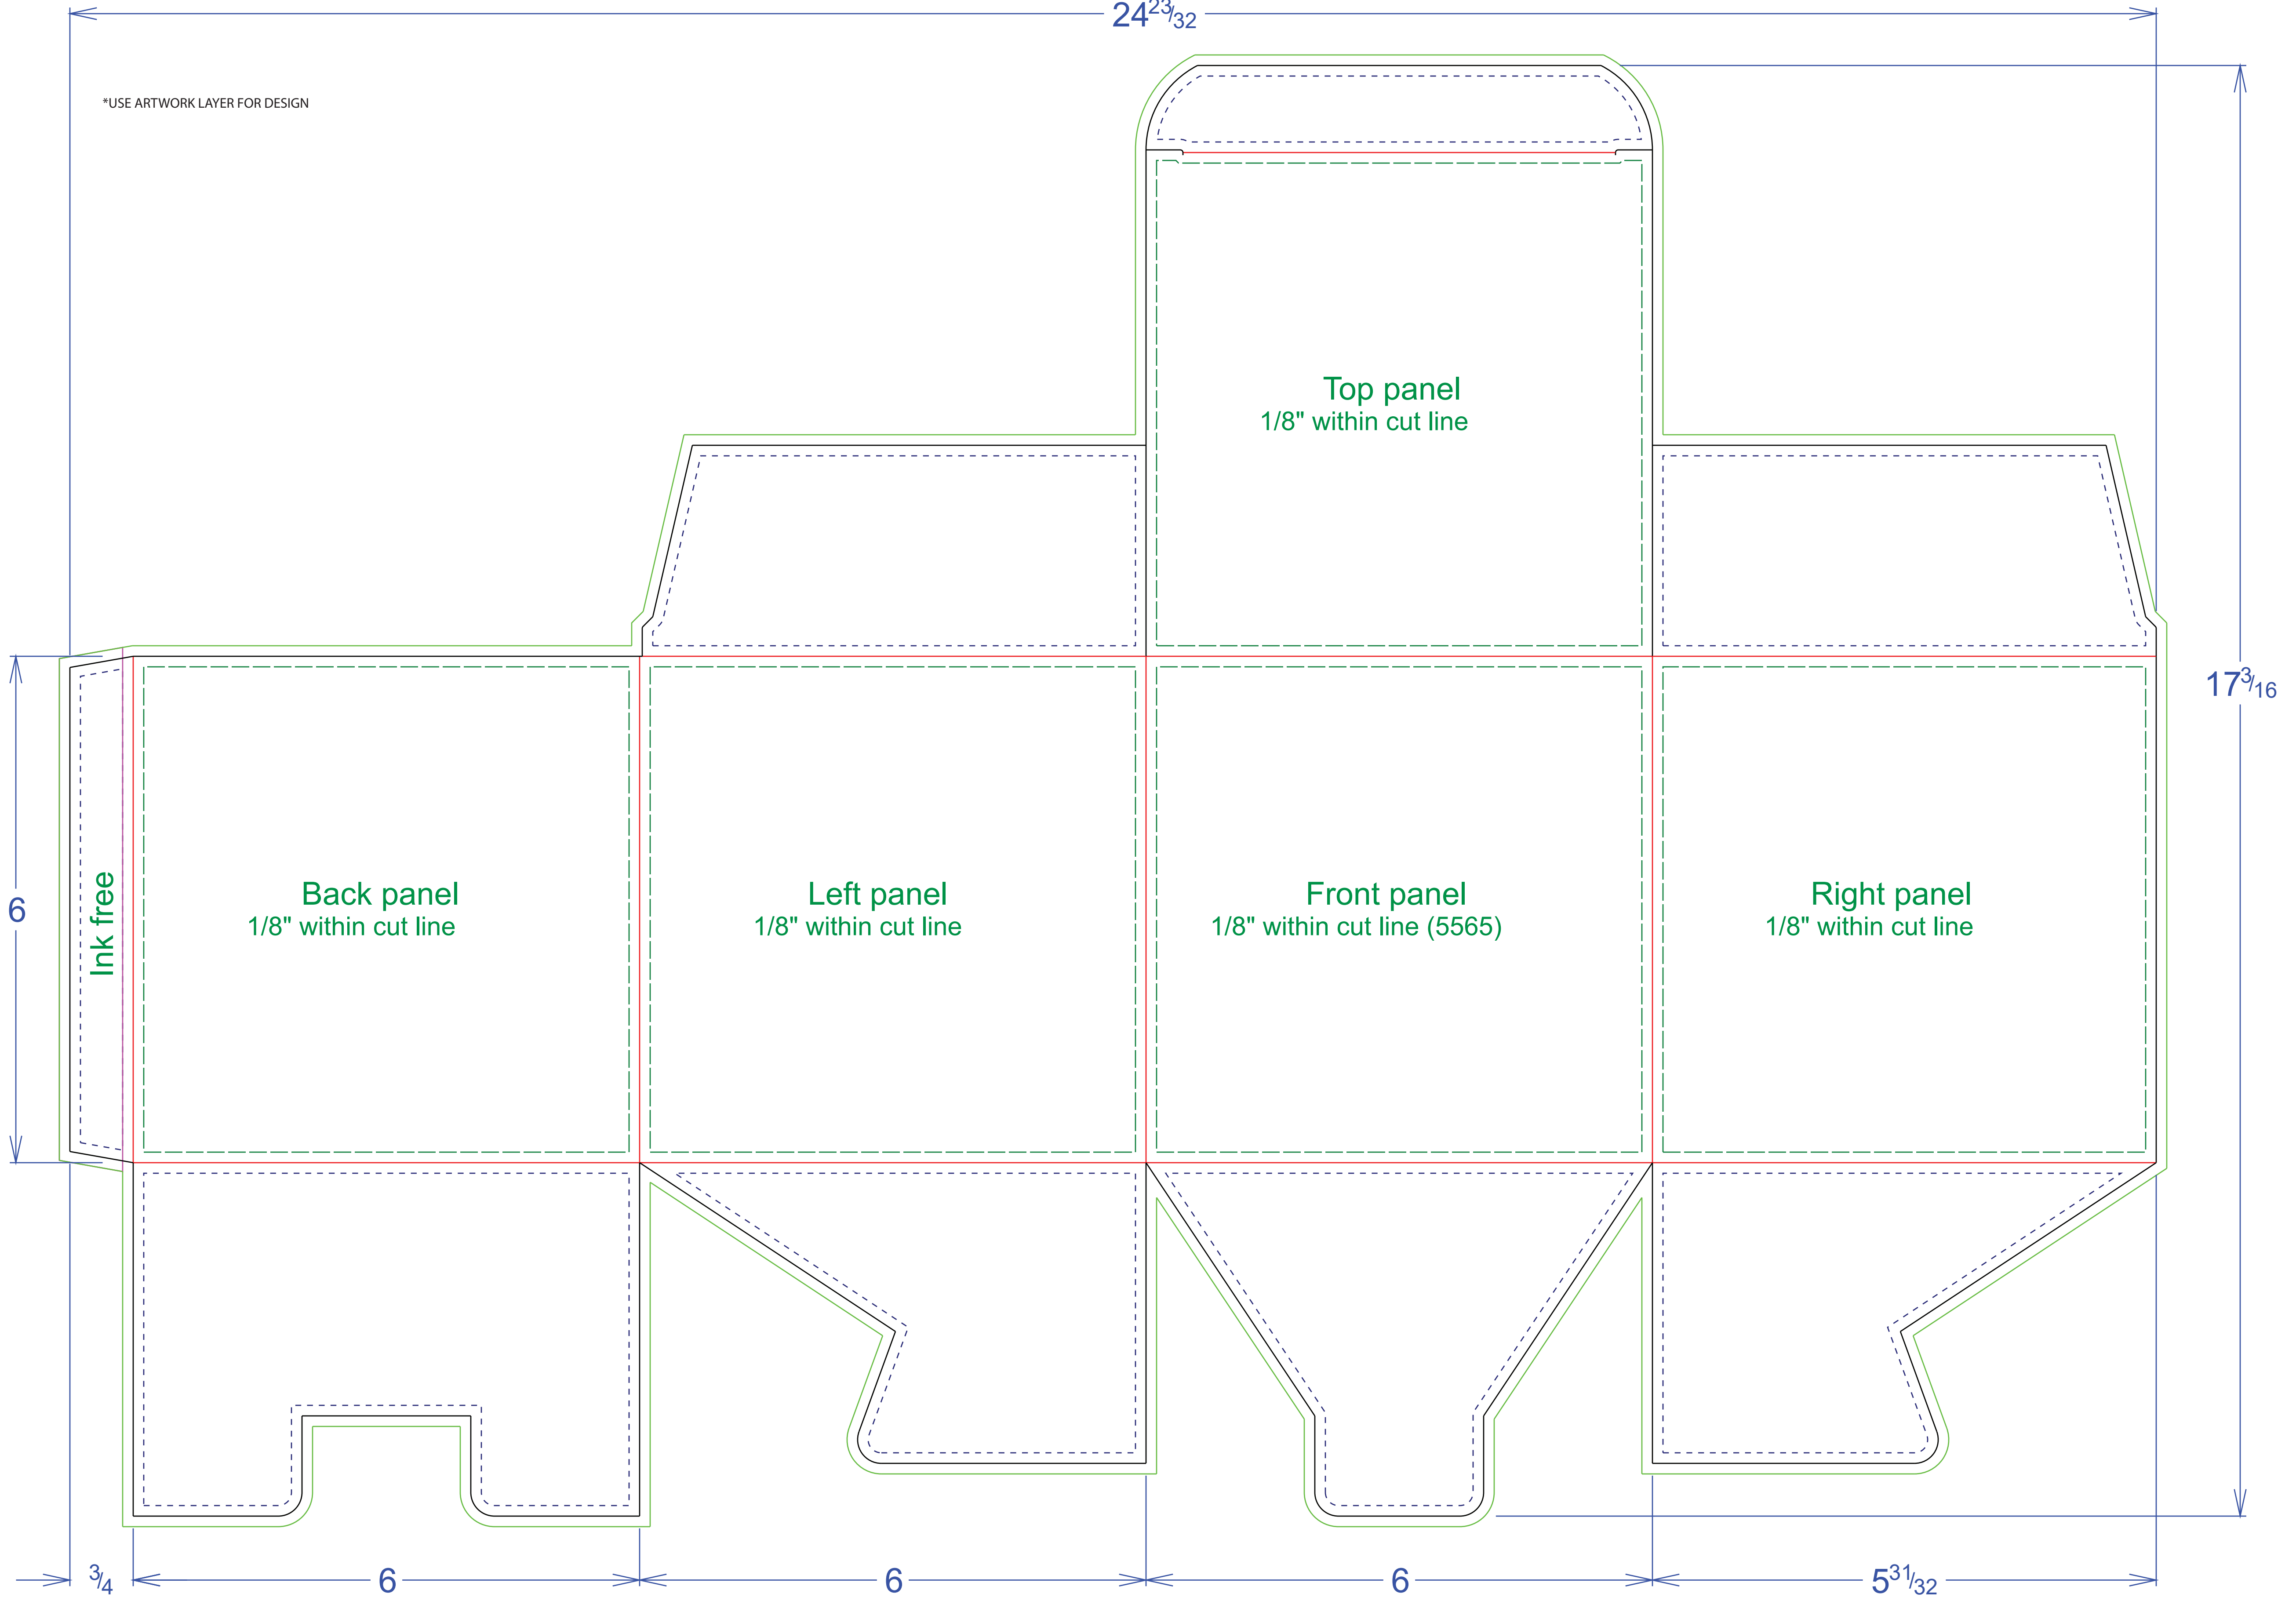 24 23/32
*USE ARTWORK LAYER FOR DESIGN
Top panel
1/8" within cut line
17 3/16
6
Ink free
Back panel
1/8" within cut line
Left panel
1/8" within cut line
Front panel
1/8" within cut line (5565)
Right panel
1/8" within cut line
3/4
6
6
6
5 31/32